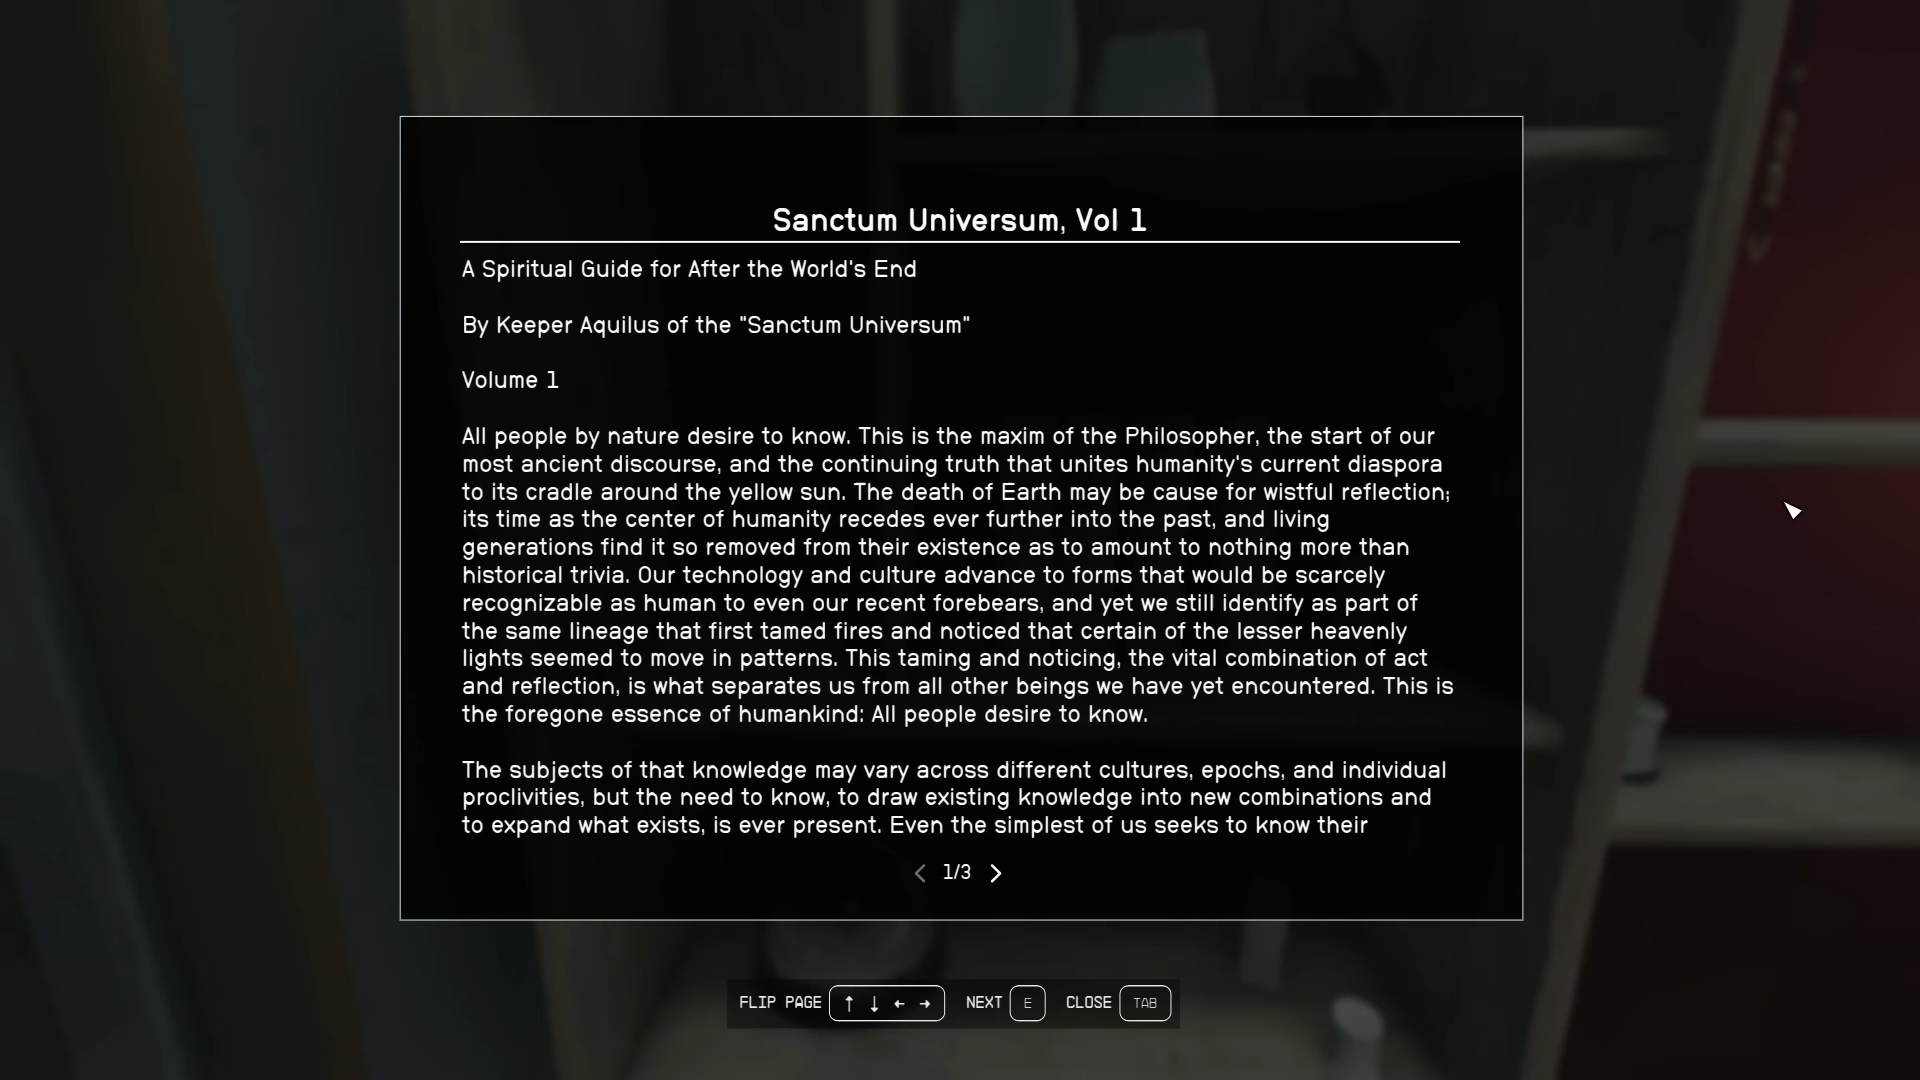 Sanctum Universum, Vol 1
A Spiritual Guide for After the World's End
By Keeper Aquilus of the "Sanctum Universum"
Volume 1
All people by nature desire to know. This is the maxim of the Philosopher, the start of our
most ancient discourse, and the continuing truth that unites humanity's current diaspora
to its cradle around the yellow sun. The death of Earth may be cause for wistful reflection;
its time as the center of humanity recedes ever further into the past, and living
generations find it so removed from their existence as to amount to nothing more than
historical trivia. Our technology and culture advance to forms that would be scarcely
recognizable as human to even our recent forebears, and yet we still identify as part of
the same lineage that first tamed fires and noticed that certain of the lesser heavenly
lights seemed to move in patterns. This taming and noticing, the vital combination of act
and reflection, is what separates us from all other beings we have yet encountered. This is
the foregone essence of humankind: All people desire to know.
The subjects of that knowledge may vary across different cultures, epochs, and individual
proclivities, but the need to know, to draw existing knowledge into new combinations and
to expand what exists, is ever present. Even the simplest of us seeks to know their
1/3
FLIP PAGE ↑ ↓ ← → NEXT E CLOSE TAB